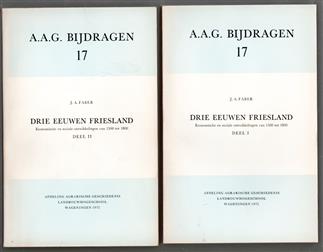 A.A.G. BIJDRAGEN
17
J. A. FABER
DRIE EEUWEN FRIESLAND
Economische en sociale ontwikkelingen van 1500 tot 1800
DEEL II
AFDELING AGRARISCHE GESCHIEDENIS
LANDBOUWHOGESCHOOL
WAGENINGEN 1972
A.A.G. BIJDRAGEN
17
J. A. FABER
DRIE EEUWEN FRIESLAND
Economische en sociale ontwikkelingen van 1500 tot 1800
DEEL I
AFDELING AGRARISCHE GESCHIEDENIS
LANDBOUWHOGESCHOOL
WAGENINGEN 1972